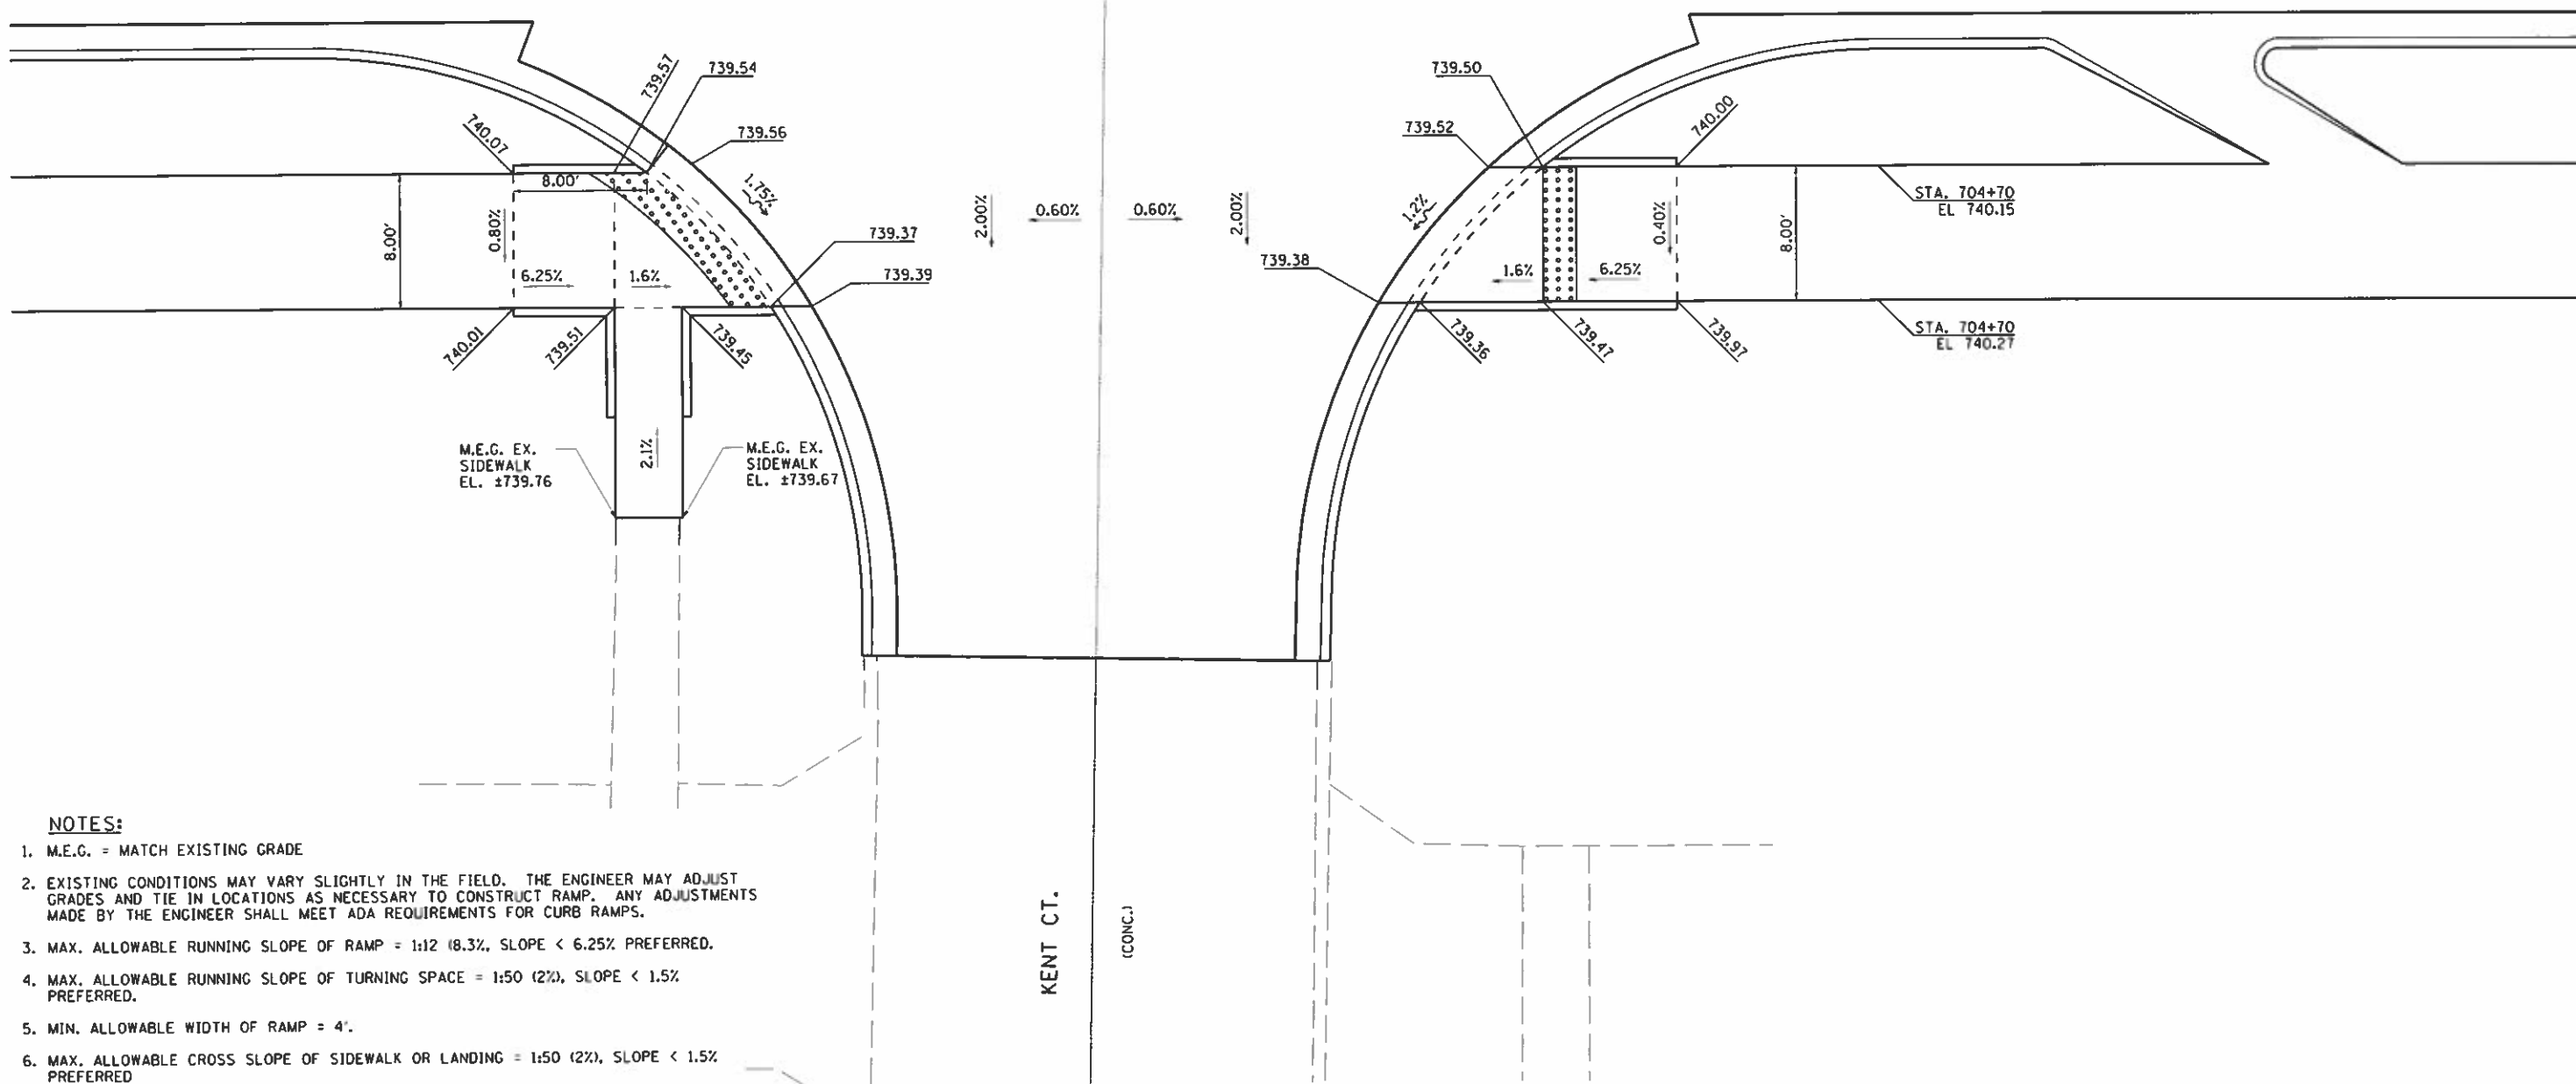 739.57
739.54
739.56
740.07
8.00'
1.75%
0.80%
8.00'
6.25%
1.6%
739.37
739.39
740.01
739.51
739.45
M.E.G. EX.
SIDEWALK
EL. ±739.76
2.1%
M.E.G. EX.
SIDEWALK
EL. ±739.67
2.00%
0.60%
0.60%
2.00%
739.50
739.52
740.00
1.2%
739.38
1.6%
6.25%
0.40%
8.00'
STA. 704+70
EL 740.15
739.36
739.47
739.97
STA. 704+70
EL 740.27
KENT CT.
(CONC.)
NOTES:
1. M.E.G. = MATCH EXISTING GRADE
2. EXISTING CONDITIONS MAY VARY SLIGHTLY IN THE FIELD. THE ENGINEER MAY ADJUST
GRADES AND TIE IN LOCATIONS AS NECESSARY TO CONSTRUCT RAMP. ANY ADJUSTMENTS
MADE BY THE ENGINEER SHALL MEET ADA REQUIREMENTS FOR CURB RAMPS.
3. MAX. ALLOWABLE RUNNING SLOPE OF RAMP = 1:12 (8.3%, SLOPE < 6.25% PREFERRED.
4. MAX. ALLOWABLE RUNNING SLOPE OF TURNING SPACE = 1:50 (2%), SLOPE < 1.5%
PREFERRED.
5. MIN. ALLOWABLE WIDTH OF RAMP = 4'.
6. MAX. ALLOWABLE CROSS SLOPE OF SIDEWALK OR LANDING = 1:50 (2%), SLOPE < 1.5%
PREFERRED